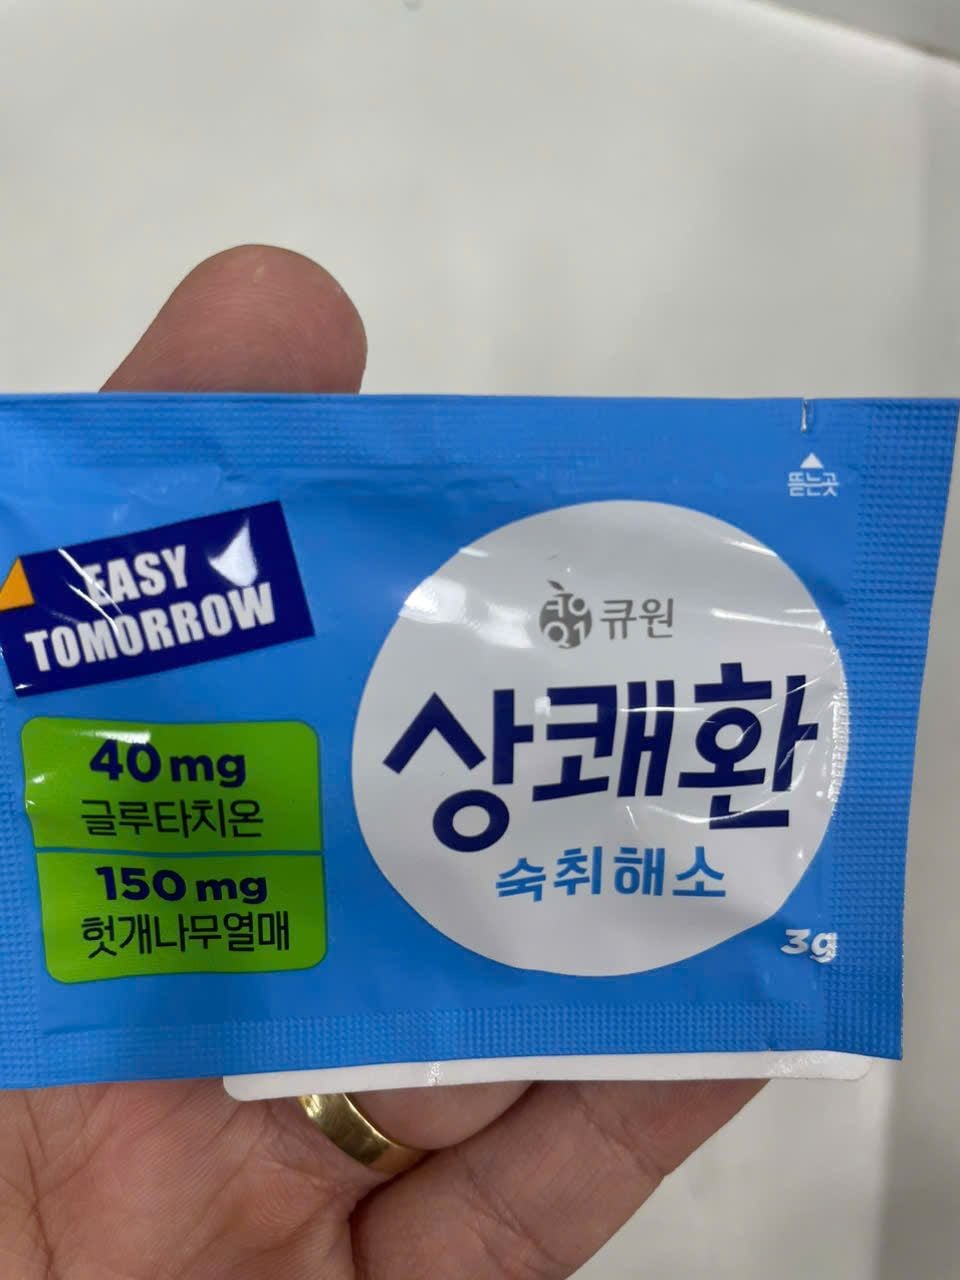 뜯는곳
EASY
TOMORROW
큐원
Q1
상쾌환
숙취해소
40mg
글루타치온
150mg
헛개나무열매
3g